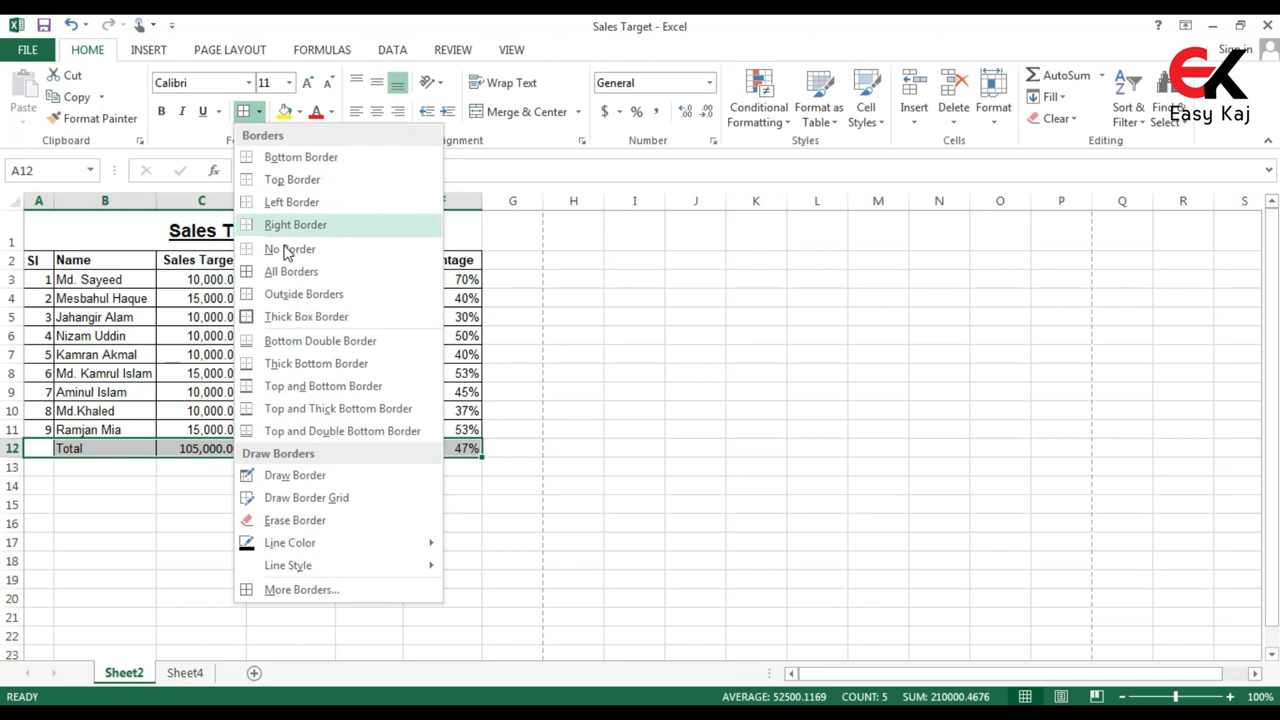 Sales Target - Excel
Sign in
FILE HOME INSERT PAGE LAYOUT FORMULAS DATA REVIEW VIEW
EK
Easy Kaj
Paste
Cut
Copy
Format Painter
Clipboard
Calibri 11
B I U
Wrap Text
Merge & Center
General
$ % ,
Number
Conditional Formatting
Format as Table
Cell Styles
Styles
Insert
Delete
Format
AutoSum
Fill
Clear
Sort &
Filter
Find &
Select
Editing
A12
fx
Borders
Bottom Border
Top Border
Left Border
Right Border
No Border
All Borders
Outside Borders
Thick Box Border
Bottom Double Border
Thick Bottom Border
Top and Bottom Border
Top and Thick Bottom Border
Top and Double Bottom Border
Draw Borders
Draw Border
Draw Border Grid
Erase Border
Line Color
Line Style
More Borders...
A B C G H I J K L M N O P Q R S
1 Sales T
2 Sl Name Sales Targe
3 1 Md. Sayeed 10,000.0 70%
4 2 Mesbahul Haque 15,000.0 40%
5 3 Jahangir Alam 10,000.0 30%
6 4 Nizam Uddin 10,000.0 50%
7 5 Kamran Akmal 10,000.0 40%
8 6 Md. Kamrul Islam 15,000.0 53%
9 7 Aminul Islam 10,000.0 45%
10 8 Md.Khaled 10,000.0 37%
11 9 Ramjan Mia 15,000.0 53%
12 Total 105,000.0 47%
13
14
15
16
17
18
19
20
21
22
23
Sheet2 Sheet4
READY
AVERAGE: 52500.1169 COUNT: 5 SUM: 210000.4676
100%